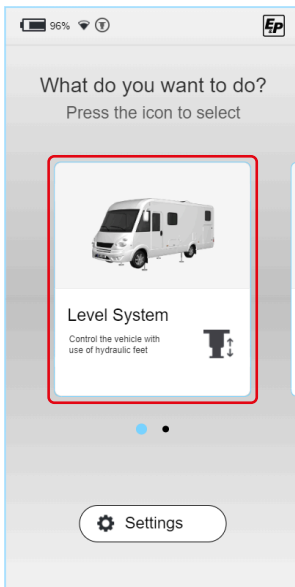 96%
EP
What do you want to do?
Press the icon to select
Level System
Control the vehicle with
use of hydraulic feet
Settings